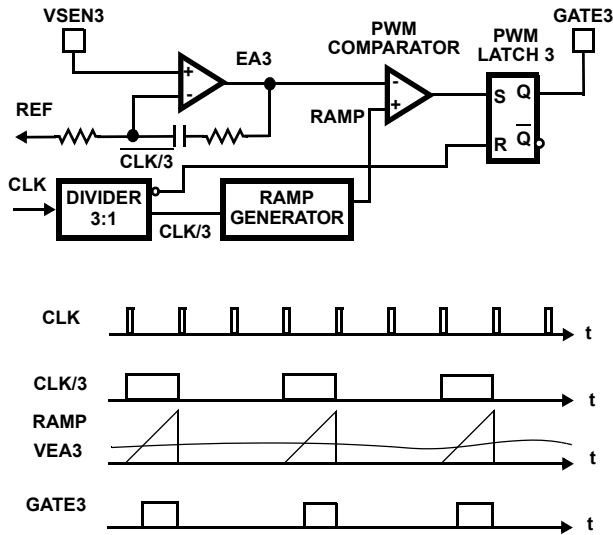 VSEN3
GATE3
PWM
COMPARATOR
PWM
LATCH 3
EA3
+
-
-
+
S Q
R Q
RAMP
REF
CLK/3
CLK
DIVIDER
3:1
RAMP
GENERATOR
CLK/3
CLK
t
CLK/3
t
RAMP
VEA3
t
GATE3
t